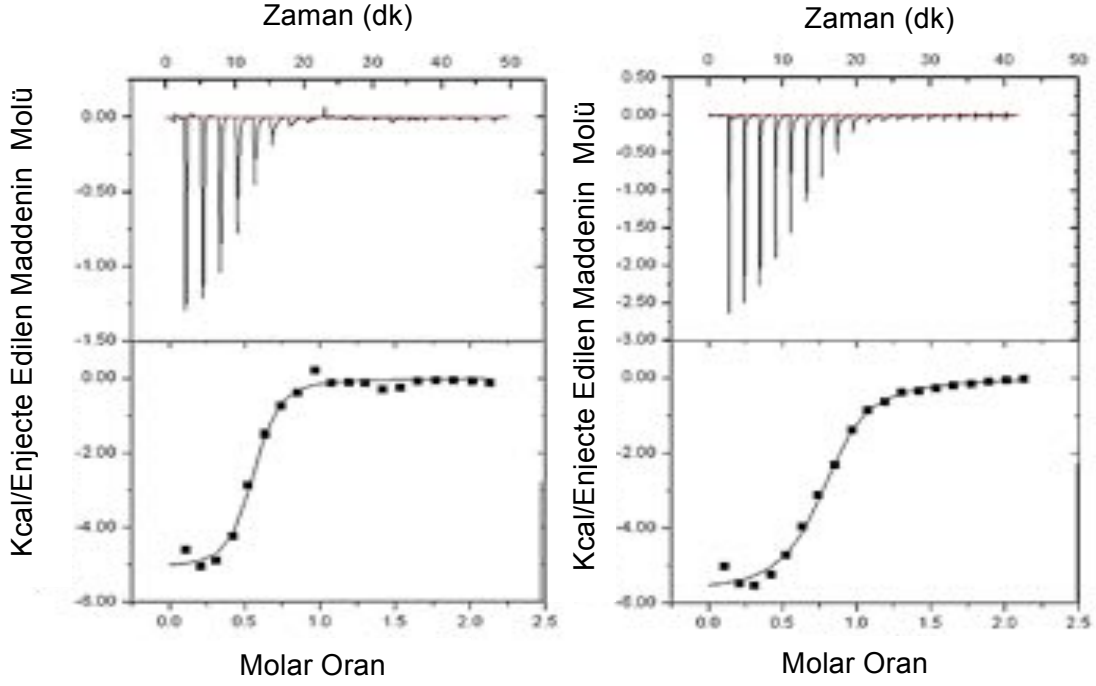 Zaman (dk)
0 10 20 30 40 50
0.00
-0.50
-1.00
-1.50
0.00
-2.00
-4.00
-6.00
0.0 0.5 1.0 1.5 2.0 2.5
Molar Oran
Kcal/Enjecte Edilen Maddenin Molü
Zaman (dk)
0 10 20 30 40 50
0.50
0.00
-0.50
-1.00
-1.50
-2.00
-2.50
-3.00
0.00
-2.00
-4.00
-6.00
0.0 0.5 1.0 1.5 2.0 2.5
Molar Oran
Kcal/Enjecte Edilen Maddenin Molü